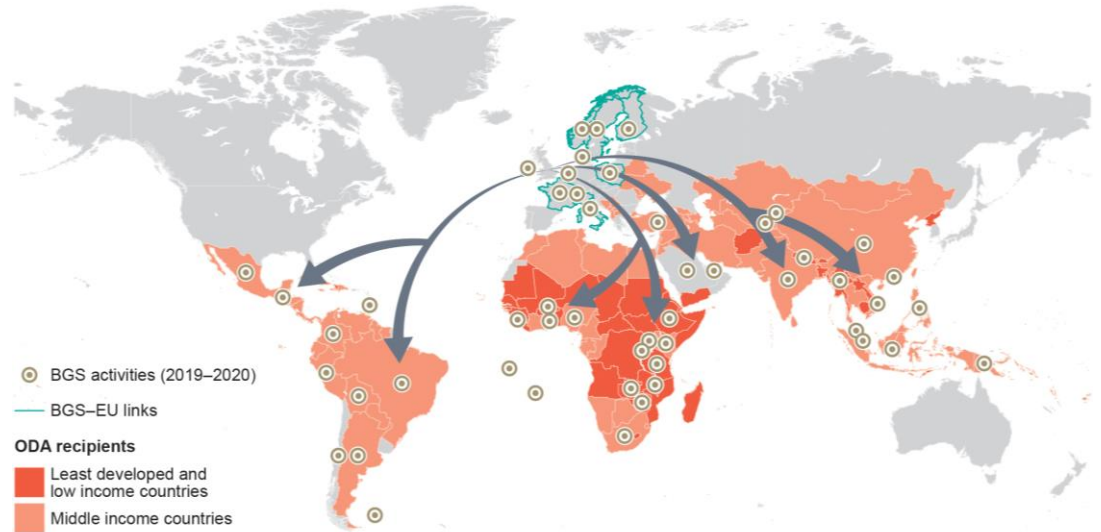 BGS activities (2019–2020)
BGS–EU links
ODA recipients
Least developed and
low income countries
Middle income countries